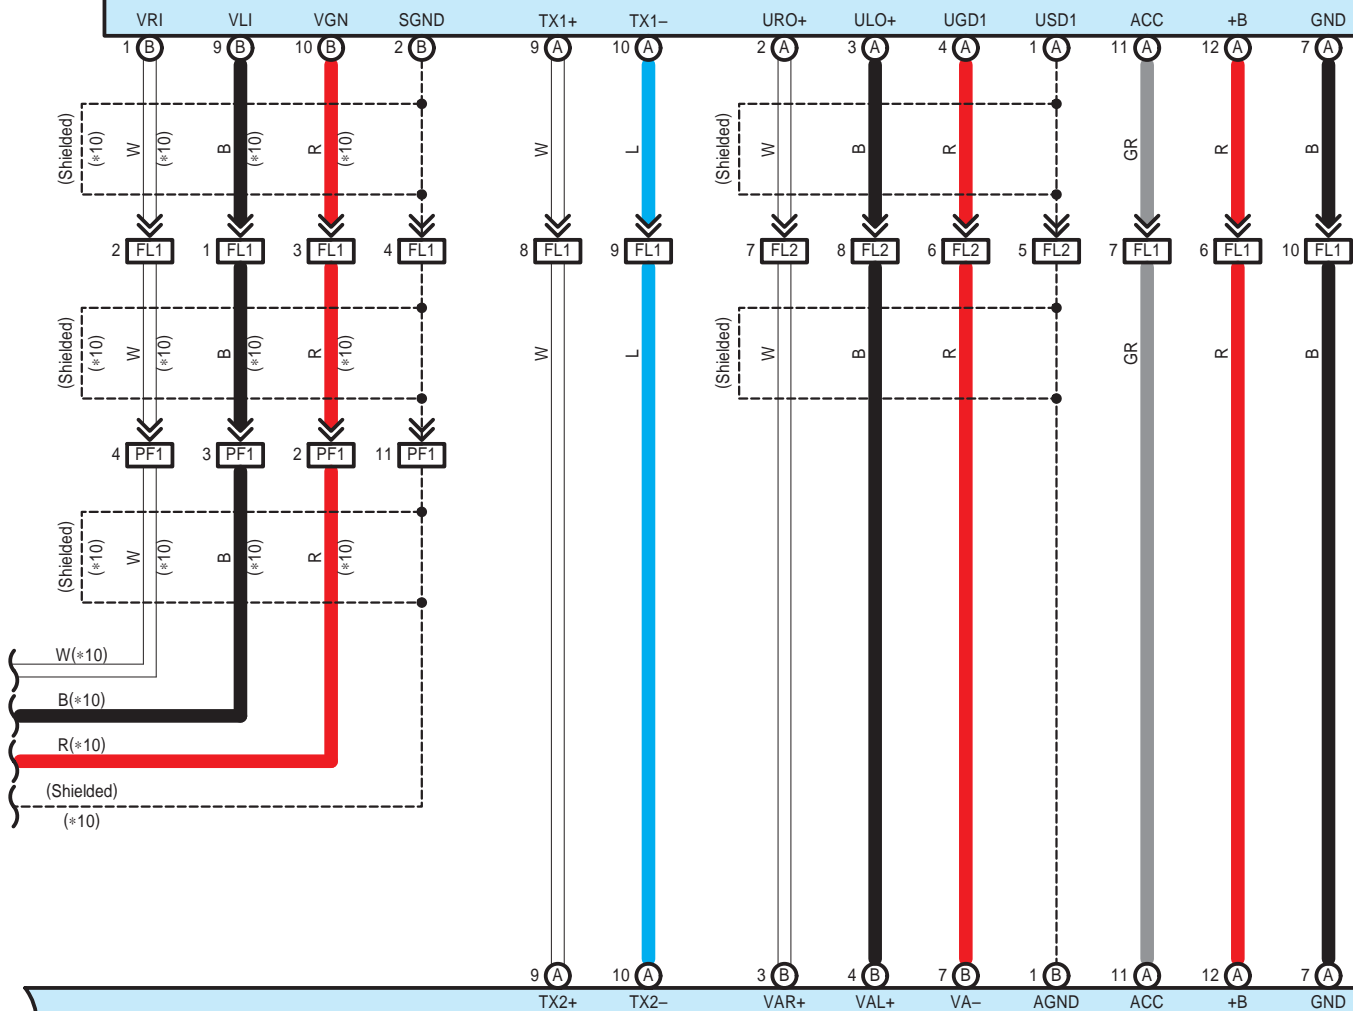 VRI VLI VGN SGND TX1+ TX1– URO+ ULO+ UGD1 USD1 ACC +B GND
1 B 9 B 10 B 2 B 9 A 10 A 2 A 3 A 4 A 1 A 11 A 12 A 7 A
(Shielded) (∗10) W (∗10) B (∗10) R (∗10) W L (Shielded) W B R GR R B
2 FL1 1 FL1 3 FL1 4 FL1 8 FL1 9 FL1 7 FL2 8 FL2 6 FL2 5 FL2 7 FL1 6 FL1 10 FL1
(Shielded) (∗10) W (∗10) B (∗10) R (∗10) W L (Shielded) W B R GR R B
4 PF1 3 PF1 2 PF1 11 PF1
(Shielded) (∗10) W (∗10) B (∗10) R (∗10)
W(∗10)
B(∗10)
R(∗10)
(Shielded)
(∗10)
9 A 10 A 3 B 4 B 7 B 1 B 11 A 12 A 7 A
TX2+ TX2– VAR+ VAL+ VA– AGND ACC +B GND